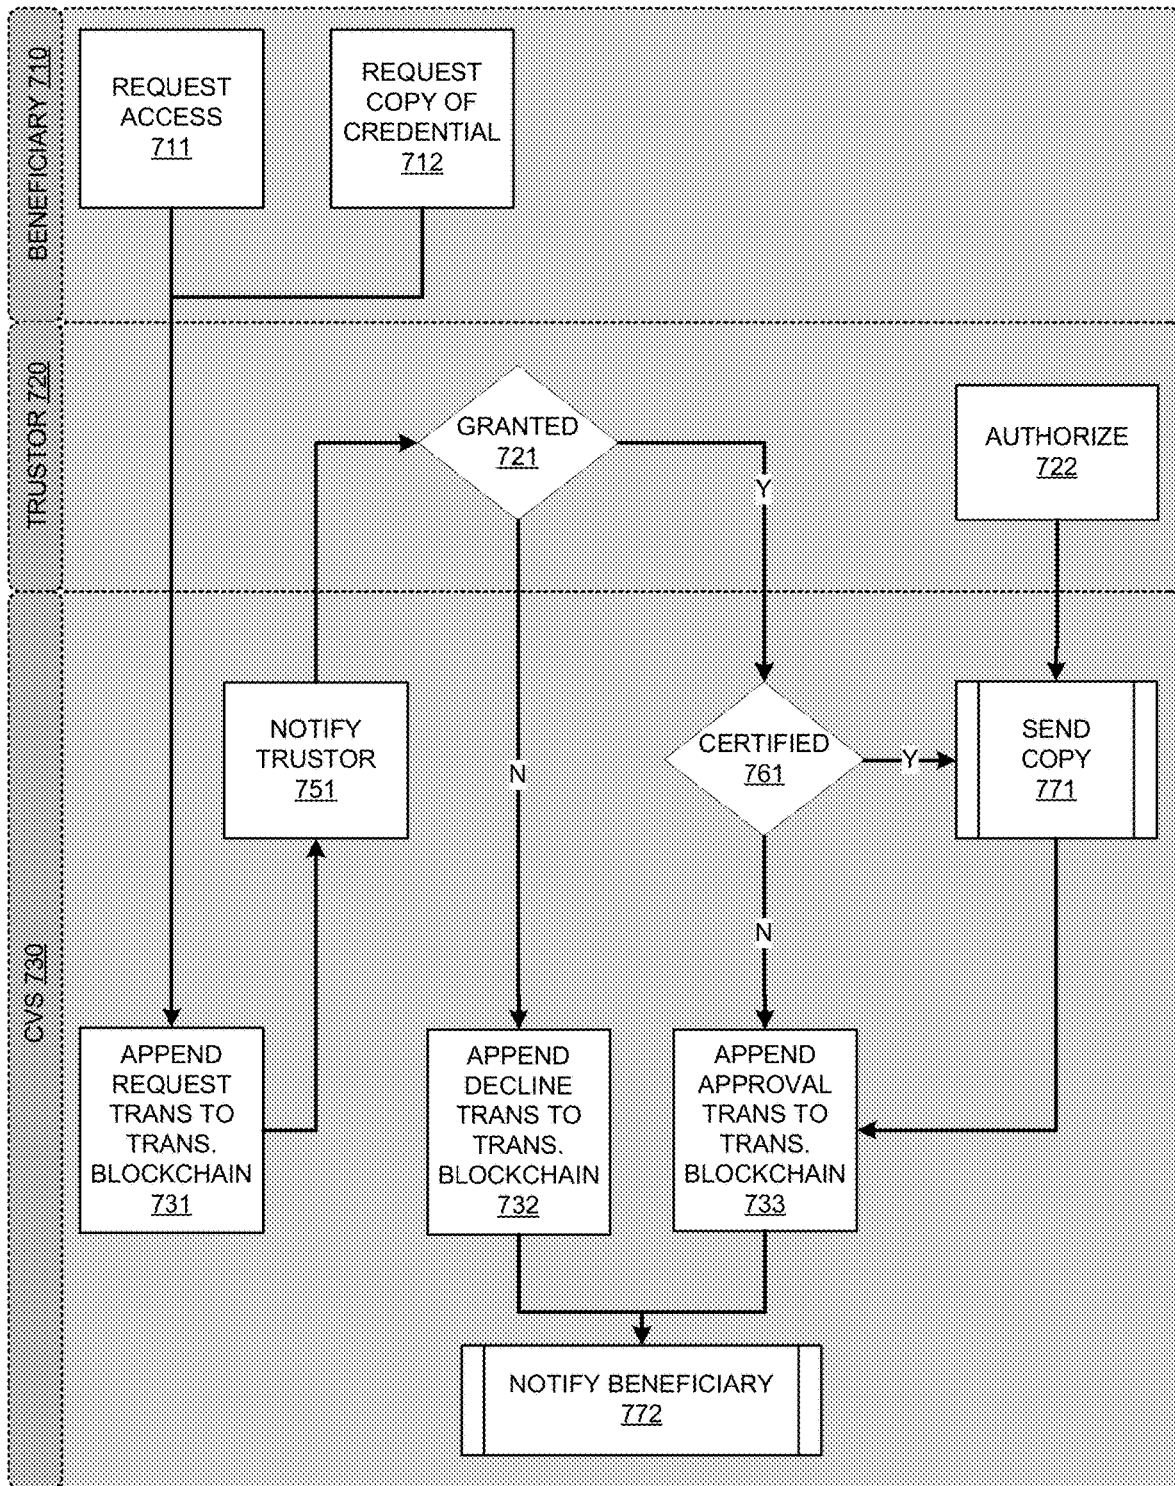 BENEFICIARY 710
REQUEST
ACCESS
711
REQUEST
COPY OF
CREDENTIAL
712
TRUSTOR 720
GRANTED
721
Y
N
AUTHORIZE
722
CVS 730
NOTIFY
TRUSTOR
751
CERTIFIED
761
Y
N
SEND
COPY
771
APPEND
REQUEST
TRANS TO
TRANS.
BLOCKCHAIN
731
APPEND
DECLINE
TRANS TO
TRANS.
BLOCKCHAIN
732
APPEND
APPROVAL
TRANS TO
TRANS.
BLOCKCHAIN
733
NOTIFY BENEFICIARY
772